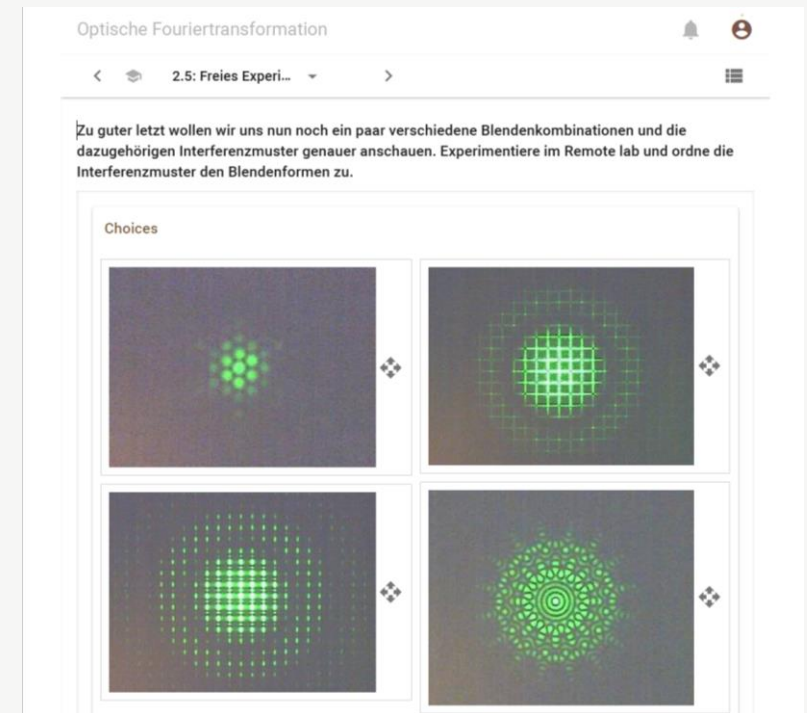 Optische Fouriertransformation
2.5: Freies Experi...
Zu guter letzt wollen wir uns nun noch ein paar verschiedene Blendenkombinationen und die
dazugehörigen Interferenzmuster genauer anschauen. Experimentiere im Remote lab und ordne die
Interferenzmuster den Blendenformen zu.
Choices